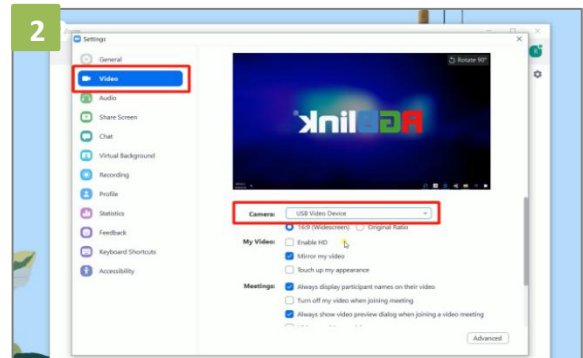 2
Settings
General
Video
Audio
Share Screen
Chat
Virtual Background
Recording
Profile
Statistics
Feedback
Keyboard Shortcuts
Accessibility
Rotate 90°
RGBlink
Camera: USB Video Device
16:9 (Widescreen) Original Ratio
My Video: Enable HD
Mirror my video
Touch up my appearance
Meetings: Always display participant names on their video
Turn off my video when joining meeting
Always show video preview dialog when joining a video meeting
Advanced